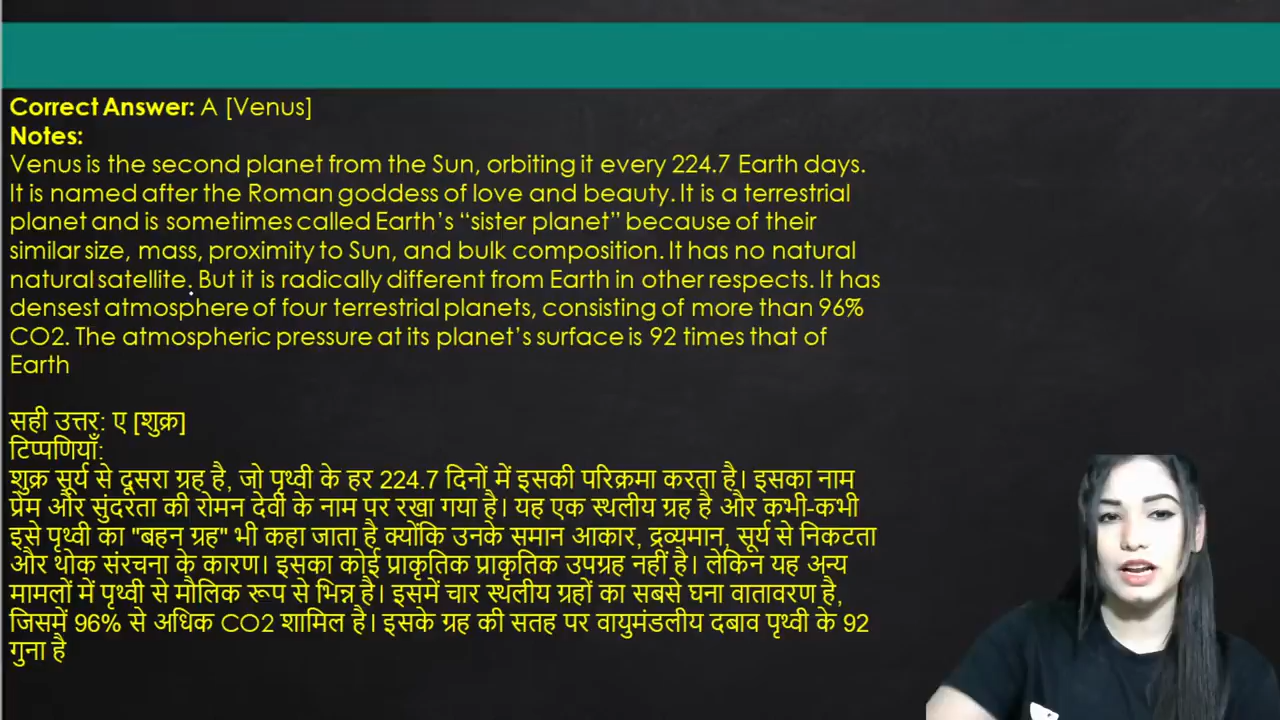 Correct Answer: A [Venus]
Notes:
Venus is the second planet from the Sun, orbiting it every 224.7 Earth days.
It is named after the Roman goddess of love and beauty. It is a terrestrial
planet and is sometimes called Earth’s “sister planet” because of their
similar size, mass, proximity to Sun, and bulk composition. It has no natural
natural satellite. But it is radically different from Earth in other respects. It has
densest atmosphere of four terrestrial planets, consisting of more than 96%
CO2. The atmospheric pressure at its planet’s surface is 92 times that of
Earth
सही उत्तर: ए [शुक्र]
टिप्पणियाँ:
शुक्र सूर्य से दूसरा ग्रह है, जो पृथ्वी के हर 224.7 दिनों में इसकी परिक्रमा करता है। इसका नाम
प्रेम और सुंदरता की रोमन देवी के नाम पर रखा गया है। यह एक स्थलीय ग्रह है और कभी-कभी
इसे पृथ्वी का "बहन ग्रह" भी कहा जाता है क्योंकि उनके समान आकार, द्रव्यमान, सूर्य से निकटता
और थोक संरचना के कारण। इसका कोई प्राकृतिक प्राकृतिक उपग्रह नहीं है। लेकिन यह अन्य
मामलों में पृथ्वी से मौलिक रूप से भिन्न है। इसमें चार स्थलीय ग्रहों का सबसे घना वातावरण है,
जिसमें 96% से अधिक CO2 शामिल है। इसके ग्रह की सतह पर वायुमंडलीय दबाव पृथ्वी के 92
गुना है